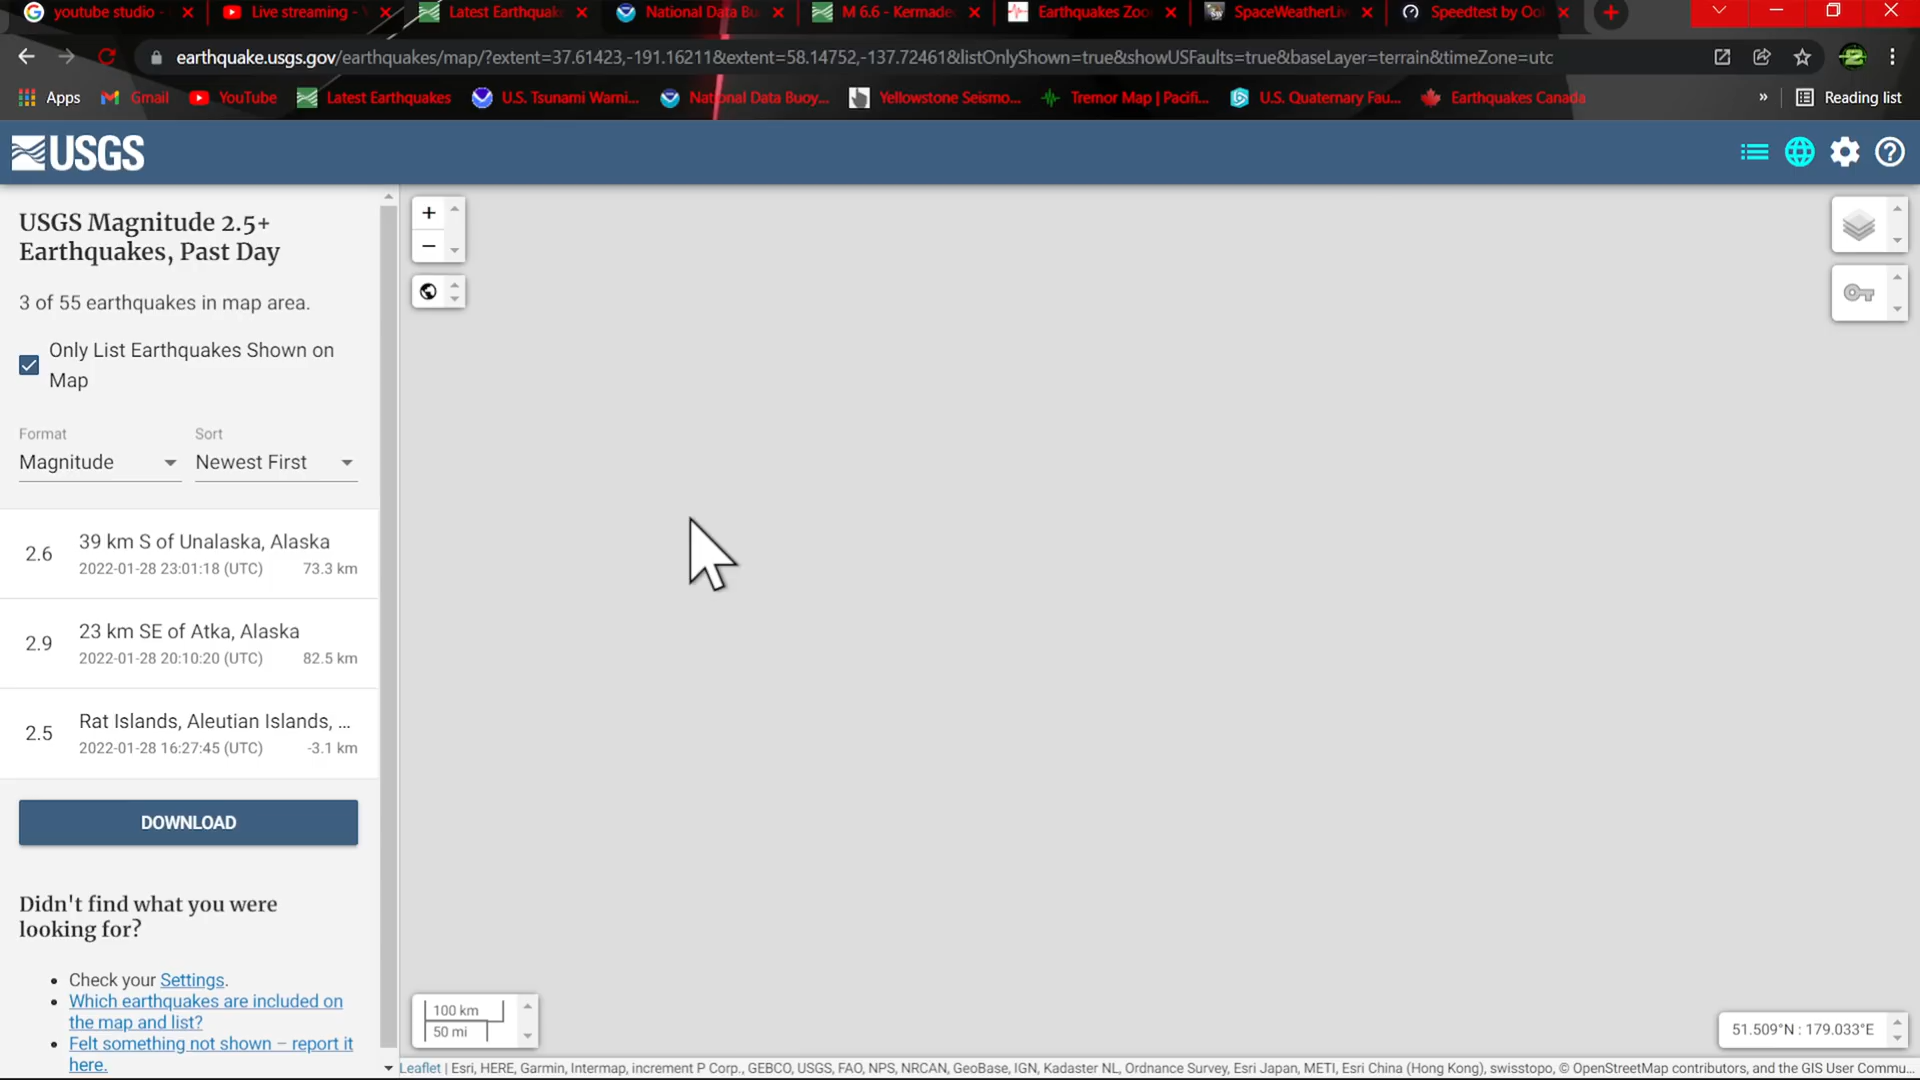 youtube studio -
Live streaming -
Latest Earthquak
National Data Bu
M 6.6 - Kermade
Earthquakes Zoo
SpaceWeatherLiv
Speedtest by Ool
earthquake.usgs.gov/earthquakes/map/?extent=37.61423,-191.16211&extent=58.14752,-137.72461&listOnlyShown=true&showUSFaults=true&baseLayer=terrain&timeZone=utc
Apps
Gmail
YouTube
Latest Earthquakes
U.S. Tsunami Warni...
National Data Buoy...
Yellowstone Seismo...
Tremor Map | Pacifi...
U.S. Quaternary Fau...
Earthquakes Canada
»
Reading list
USGS
USGS Magnitude 2.5+
Earthquakes, Past Day
3 of 55 earthquakes in map area.
Only List Earthquakes Shown on
Map
Format
Sort
Magnitude
Newest First
2.6
39 km S of Unalaska, Alaska
2022-01-28 23:01:18 (UTC)
73.3 km
2.9
23 km SE of Atka, Alaska
2022-01-28 20:10:20 (UTC)
82.5 km
2.5
Rat Islands, Aleutian Islands, ...
2022-01-28 16:27:45 (UTC)
-3.1 km
DOWNLOAD
Didn't find what you were
looking for?
• Check your Settings.
• Which earthquakes are included on
the map and list?
• Felt something not shown – report it
here.
+
−
100 km
50 mi
51.509°N : 179.033°E
Leaflet | Esri, HERE, Garmin, Intermap, increment P Corp., GEBCO, USGS, FAO, NPS, NRCAN, GeoBase, IGN, Kadaster NL, Ordnance Survey, Esri Japan, METI, Esri China (Hong Kong), swisstopo, © OpenStreetMap contributors, and the GIS User Commu...